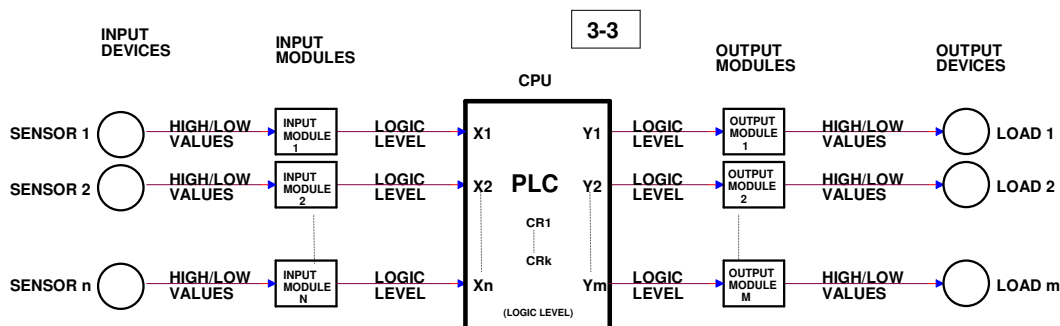 3-3
INPUT
DEVICES
INPUT
MODULES
OUTPUT
MODULES
OUTPUT
DEVICES
CPU
SENSOR 1
HIGH/LOW
VALUES
INPUT
MODULE
1
LOGIC
LEVEL
X1
Y1
LOGIC
LEVEL
OUTPUT
MODULE
1
HIGH/LOW
VALUES
LOAD 1
SENSOR 2
HIGH/LOW
VALUES
INPUT
MODULE
2
LOGIC
LEVEL
X2
PLC
Y2
LOGIC
LEVEL
OUTPUT
MODULE
2
HIGH/LOW
VALUES
LOAD 2
CR1
CRk
SENSOR n
HIGH/LOW
VALUES
INPUT
MODULE
N
LOGIC
LEVEL
Xn
Ym
LOGIC
LEVEL
OUTPUT
MODULE
M
HIGH/LOW
VALUES
LOAD m
(LOGIC LEVEL)